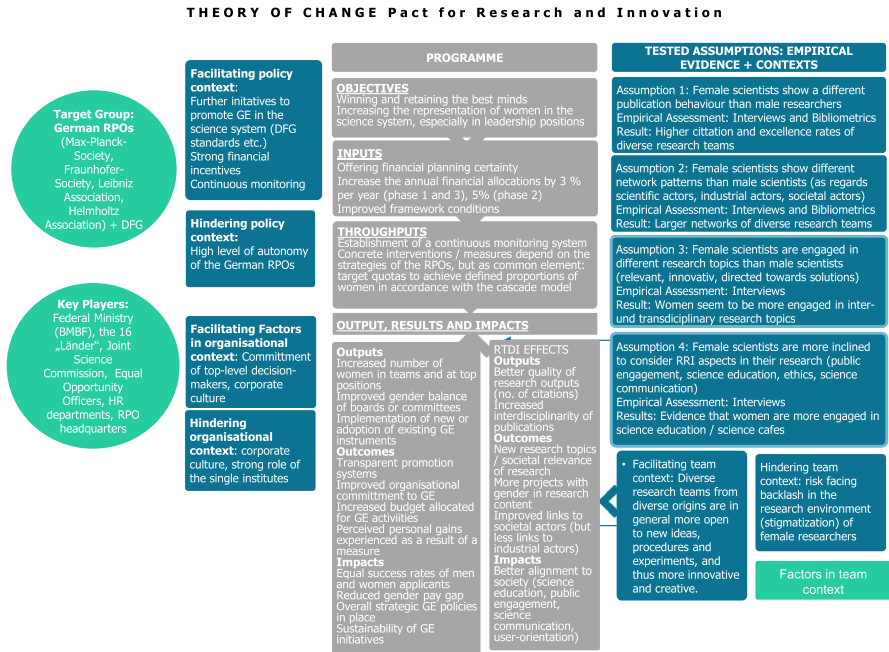 THEORY OF CHANGE Pact for Research and Innovation
Target Group:
German RPOs
(Max-Planck-
Society,
Fraunhofer-
Society, Leibniz
Association,
Helmholtz
Association) + DFG
Key Players:
Federal Ministry
(BMBF), the 16
„Länder“, Joint
Science
Commission, Equal
Opportunity
Officers, HR
departments, RPO
headquarters
Facilitating policy
context:
Further initatives to
promote GE in the
science system (DFG
standards etc.)
Strong financial
incentives
Continuous monitoring
Hindering policy
context:
High level of autonomy
of the German RPOs
Facilitating Factors
in organisational
context: Committment
of top-level decision-
makers, corporate
culture
Hindering
organisational
context: corporate
culture, strong role of
the single institutes
PROGRAMME
OBJECTIVES
Winning and retaining the best minds
Increasing the representation of women in the
science system, especially in leadership positions
INPUTS
Offering financial planning certainty
Increase the annual financial allocations by 3 %
per year (phase 1 and 3), 5% (phase 2)
Improved framework conditions
THROUGHPUTS
Establishment of a continuous monitoring system
Concrete interventions / measures depend on the
strategies of the RPOs, but as common element:
target quotas to achieve defined proportions of
women in accordance with the cascade model
OUTPUT, RESULTS AND IMPACTS
Outputs
Increased number of
women in teams and at top
positions
Improved gender balance
of boards or committees
Implementation of new or
adoption of existing GE
instruments
Outcomes
Transparent promotion
systems
Improved organisational
commitment to GE
Increased budget allocated
for GE activities
Perceived personal gains
experienced as a result of a
measure
Impacts
Equal success rates of men
and women applicants
Reduced gender pay gap
Overall strategic GE policies
in place
Sustainability of GE
initiatives
RTDI EFFECTS
Outputs
Better quality of
research outputs
(no. of citations)
Increased
interdisciplinarity of
publications
Outcomes
New research topics
/ societal relevance
of research
More projects with
gender in research
content
Improved links to
societal actors (but
less links to
industrial actors)
Impacts
Better alignment to
society (science
education, public
engagement,
science
communication,
user-orientation)
TESTED ASSUMPTIONS: EMPIRICAL
EVIDENCE + CONTEXTS
Assumption 1: Female scientists show a different
publication behaviour than male researchers
Empirical Assessment: Interviews and Bibliometrics
Result: Higher cittation and excellence rates of
diverse research teams
Assumption 2: Female scientists show different
network patterns than male scientists (as regards
scientific actors, industrial actors, societal actors)
Empirical Assessment: Interviews and Bibliometrics
Result: Larger networks of diverse research teams
Assumption 3: Female scientists are engaged in
different research topics than male scientists
(relevant, innovativ, directed towards solutions)
Empirical Assessment: Interviews
Result: Women seem to be more engaged in inter-
und transdiciplinary research topics
Assumption 4: Female scientists are more inclined
to consider RRI aspects in their research (public
engagement, science education, ethics, science
communication)
Empirical Assessment: Interviews
Results: Evidence that women are more engaged in
science education / science cafes
• Facilitating team
context: Diverse
research teams from
diverse origins are in
general more open
to new ideas,
procedures and
experiments, and
thus more innovative
and creative.
Hindering team
context: risk facing
backlash in the
research environment
(stigmatization) of
female researchers
Factors in team
context